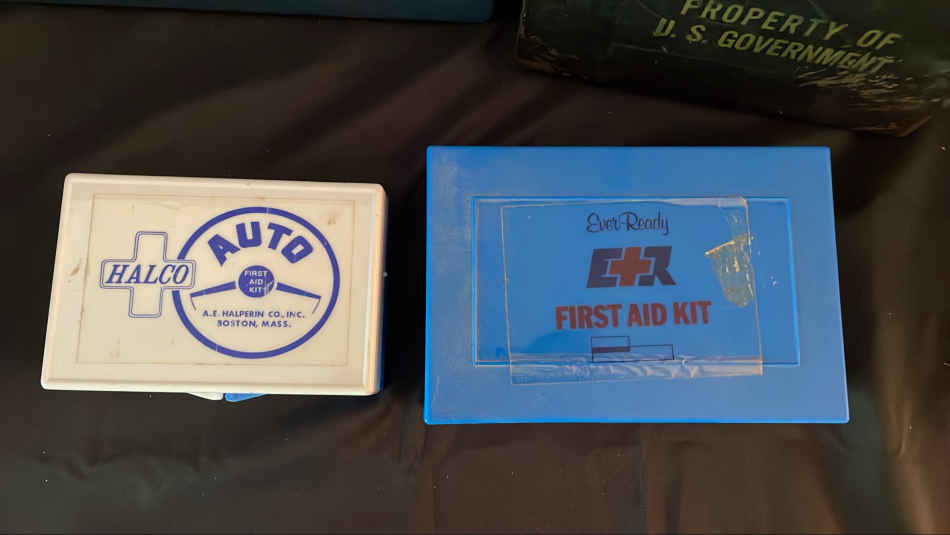 PROPERTY OF
U. S. GOVERNMENT
HALCO
AUTO
FIRST
AID
KIT
A.E. HALPERIN CO., INC.
BOSTON, MASS.
Ever-Ready
E+R
FIRST AID KIT